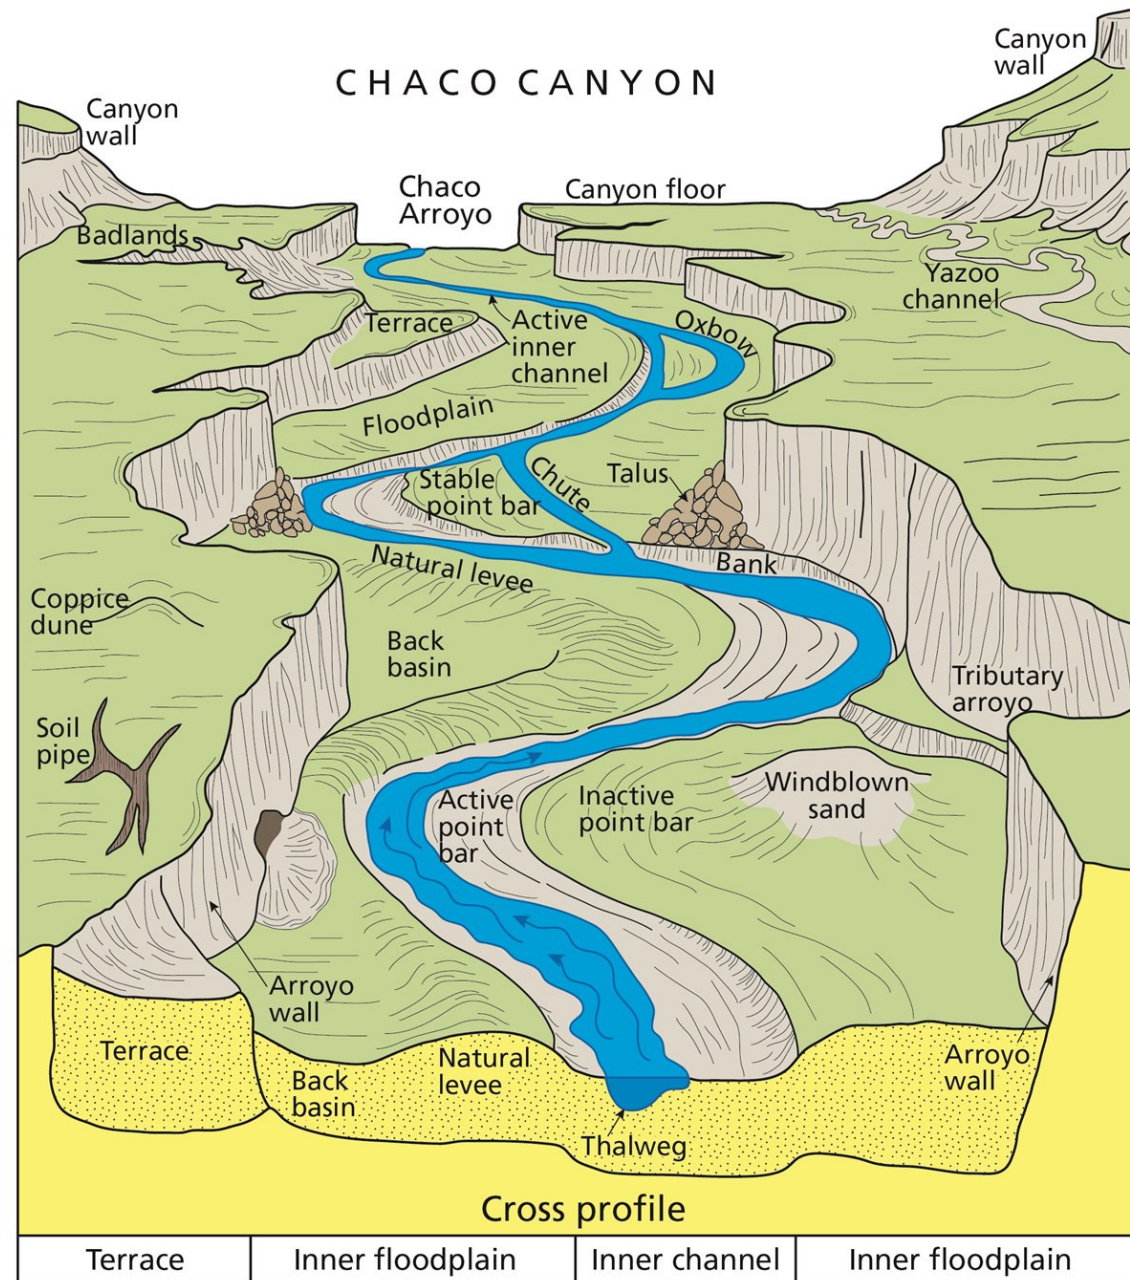 CHACO CANYON
Canyon
wall
Canyon
wall
Chaco
Arroyo
Canyon floor
Badlands
Yazoo
channel
Terrace
Active
inner
channel
Oxbow
Floodplain
Stable
point bar
Chute
Talus
Natural levee
Bank
Coppice
dune
Back
basin
Tributary
arroyo
Soil
pipe
Active
point
bar
Inactive
point bar
Windblown
sand
Arroyo
wall
Terrace
Back
basin
Natural
levee
Arroyo
wall
Thalweg
Cross profile
Terrace
Inner floodplain
Inner channel
Inner floodplain